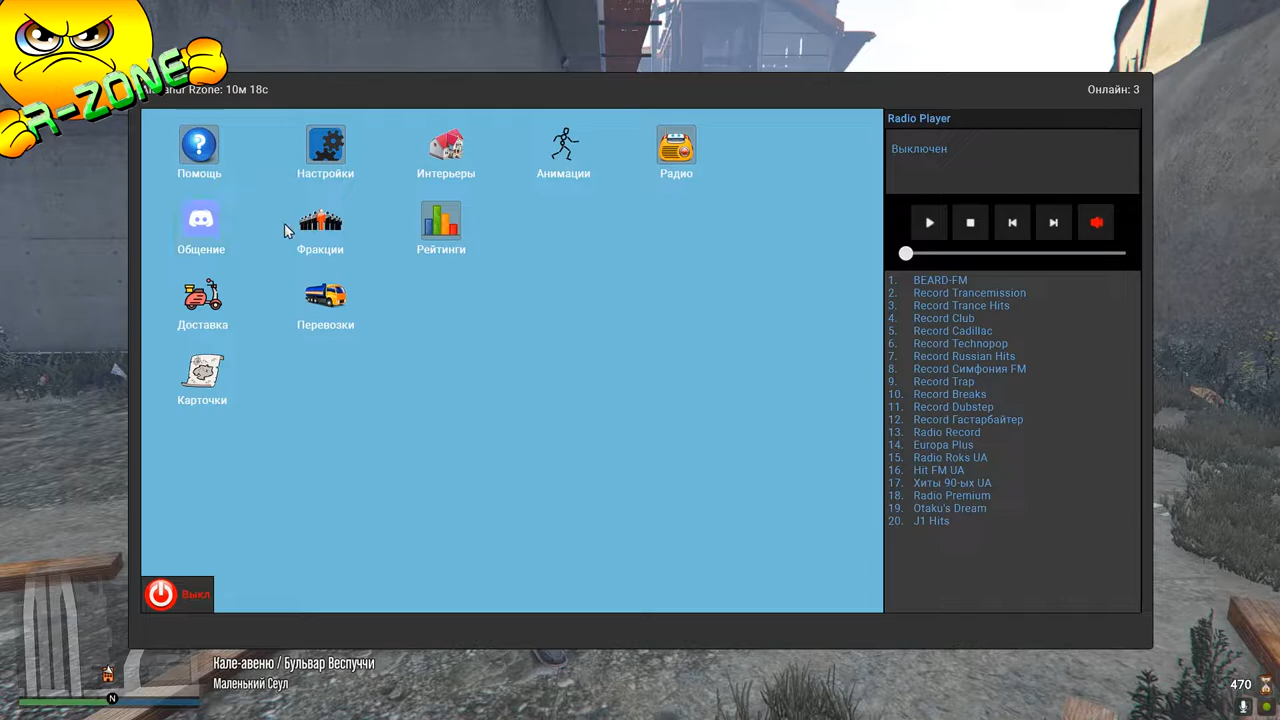 R-ZONE
Rzone: 10м 18с
Онлайн: 3
Помощь
Настройки
Интерьеры
Анимации
Радио
Общение
Фракции
Рейтинги
Доставка
Перевозки
Карточки
Выкл
Radio Player
Выключен
1. BEARD-FM
2. Record Trancemission
3. Record Trance Hits
4. Record Club
5. Record Cadillac
6. Record Technopop
7. Record Russian Hits
8. Record Симфония FM
9. Record Trap
10. Record Breaks
11. Record Dubstep
12. Record Гастарбайтер
13. Radio Record
14. Europa Plus
15. Radio Roks UA
16. Hit FM UA
17. Хиты 90-ых UA
18. Radio Premium
19. Otaku's Dream
20. J1 Hits
Кале-авеню / Бульвар Веспуччи
Маленький Сеул
N
470